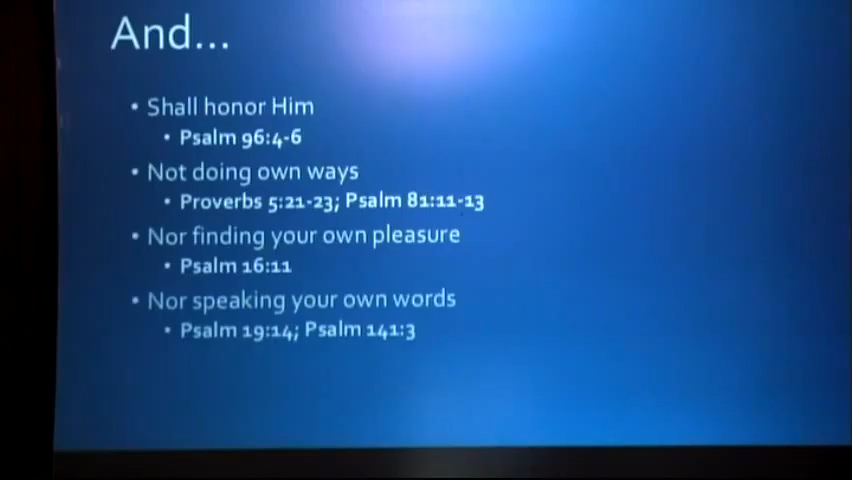 And...
• Shall honor Him
• Psalm 96:4-6
• Not doing own ways
• Proverbs 5:21-23; Psalm 81:11-13
• Nor finding your own pleasure
• Psalm 16:11
• Nor speaking your own words
• Psalm 19:14; Psalm 141:3